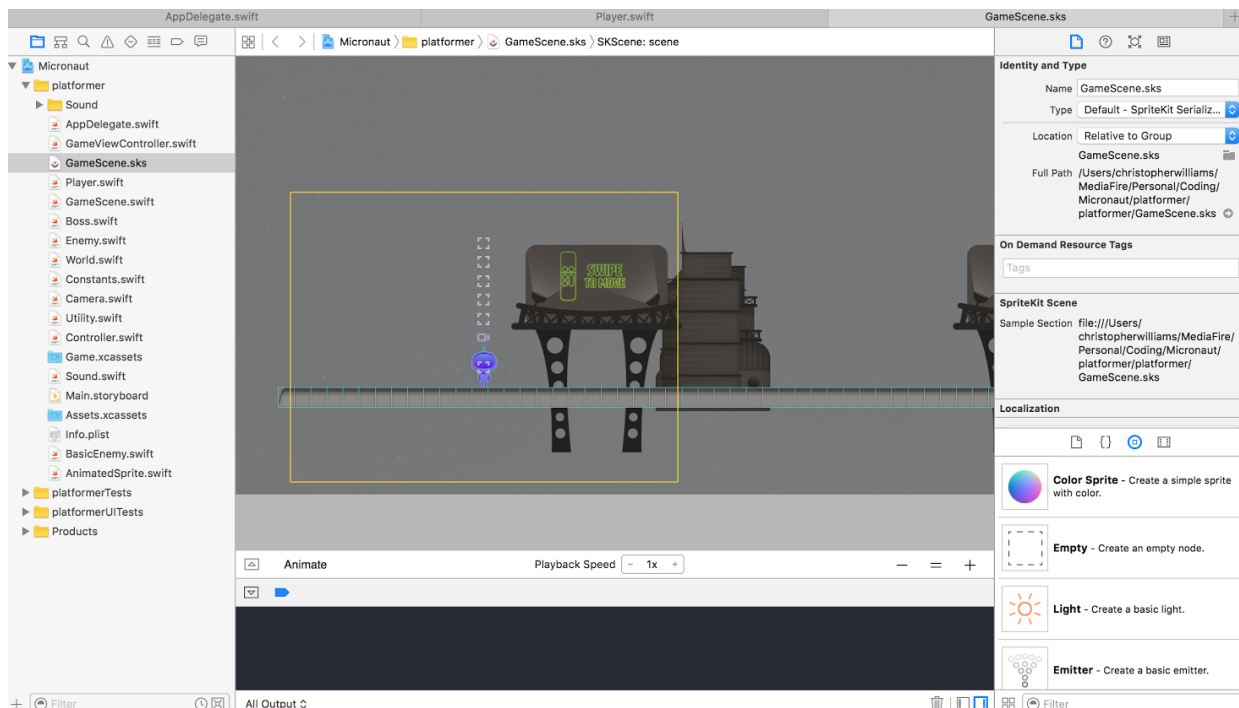 AppDelegate.swift
Player.swift
GameScene.sks
Micronaut
platformer
Sound
AppDelegate.swift
GameViewController.swift
GameScene.sks
Player.swift
GameScene.swift
Boss.swift
Enemy.swift
World.swift
Constants.swift
Camera.swift
Utility.swift
Controller.swift
Game.xcassets
Sound.swift
Main.storyboard
Assets.xcassets
Info.plist
BasicEnemy.swift
AnimatedSprite.swift
platformerTests
platformerUITests
Products
Filter
Micronaut platformer GameScene.sks SKScene: scene
SWIPE
TO MOVE
Animate
Playback Speed - 1x +
All Output
Identity and Type
Name GameScene.sks
Type Default - SpriteKit Serializ...
Location Relative to Group
GameScene.sks
Full Path /Users/christopherwilliams/
MediaFire/Personal/Coding/
Micronaut/platformer/
platformer/GameScene.sks
On Demand Resource Tags
Tags
SpriteKit Scene
Sample Section file:///Users/
christopherwilliams/MediaFire/
Personal/Coding/Micronaut/
platformer/platformer/
GameScene.sks
Localization
Color Sprite - Create a simple sprite
with color.
Empty - Create an empty node.
Light - Create a basic light.
Emitter - Create a basic emitter.
Filter